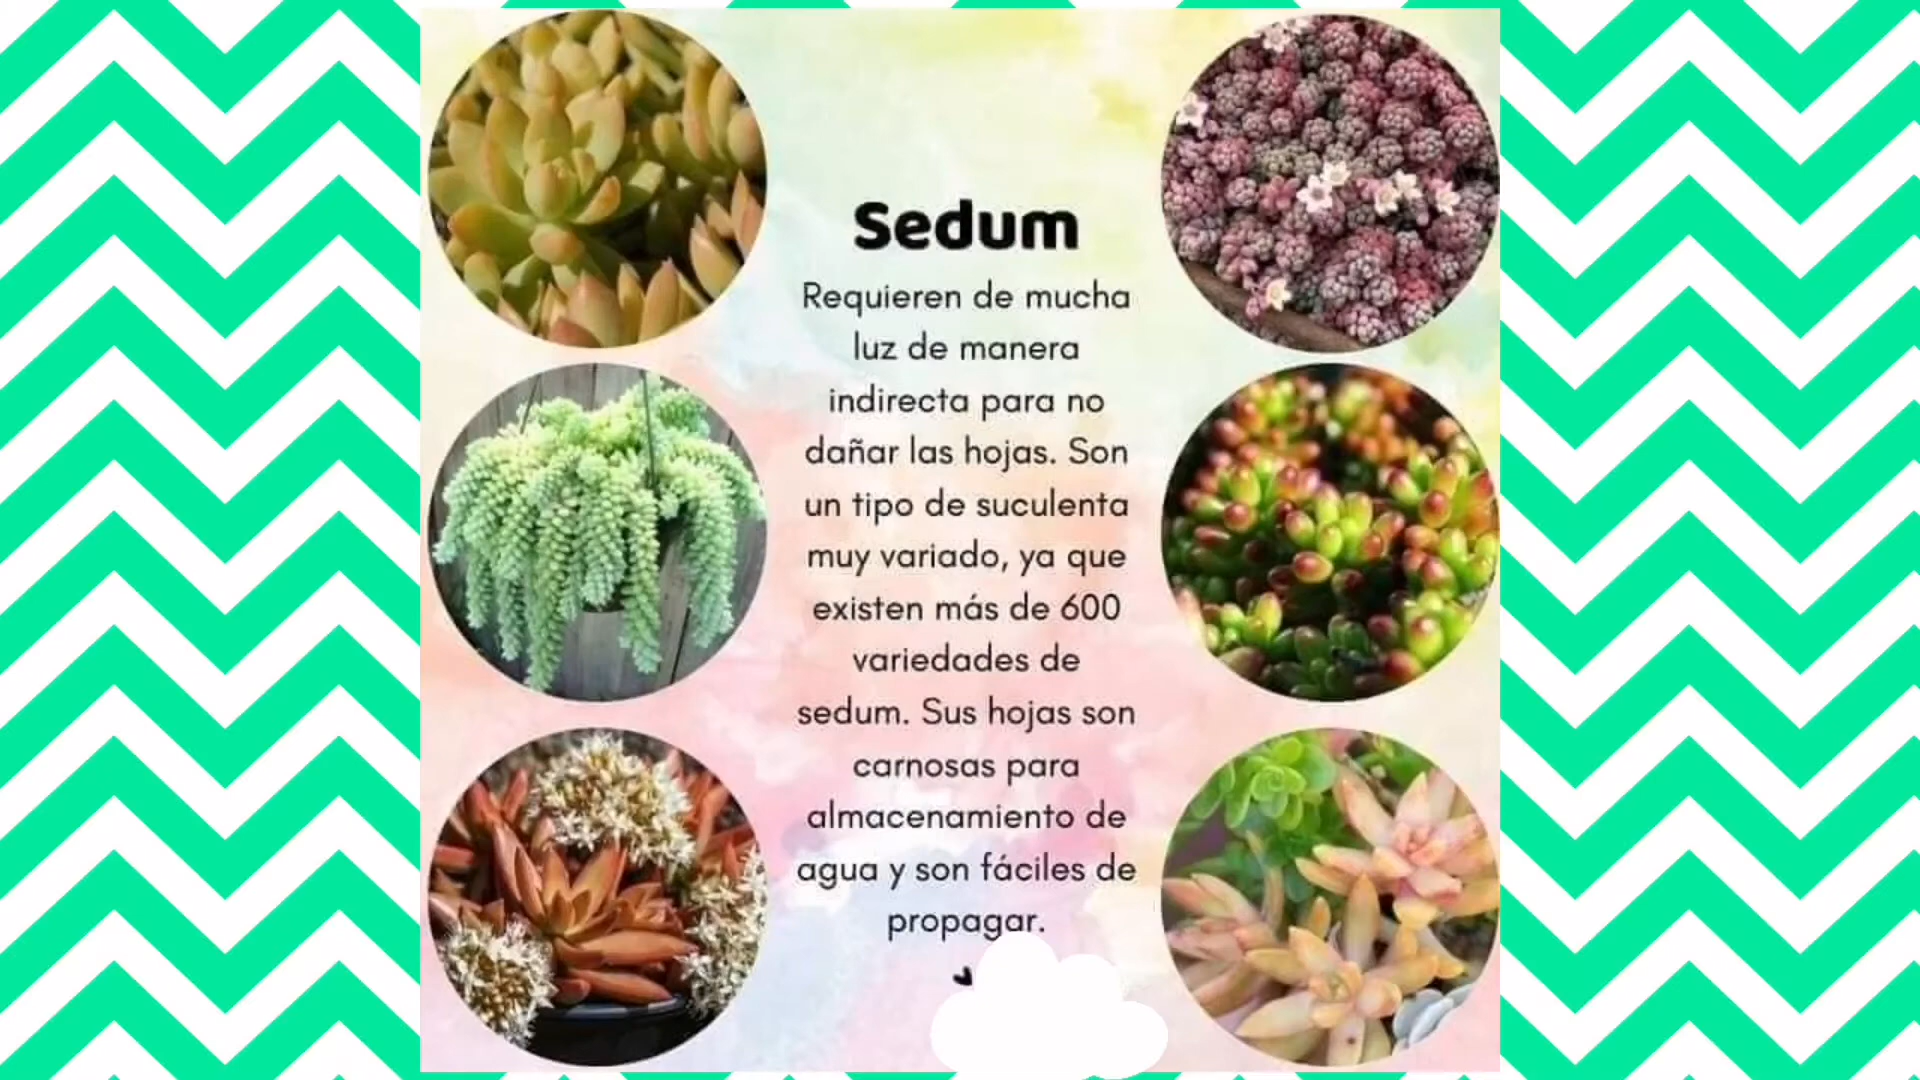 Sedum
Requieren de mucha
luz de manera
indirecta para no
dañar las hojas. Son
un tipo de suculenta
muy variado, ya que
existen más de 600
variedades de
sedum. Sus hojas son
carnosas para
almacenamiento de
agua y son fáciles de
propagar.